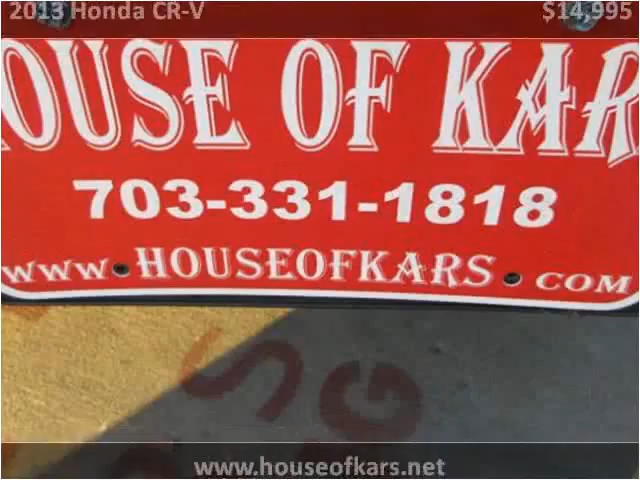 2013 Honda CR-V $14,995
OUSE OF KAR
703-331-1818
www.HOUSEOFKARS.COM
S
G
www.houseofkars.net